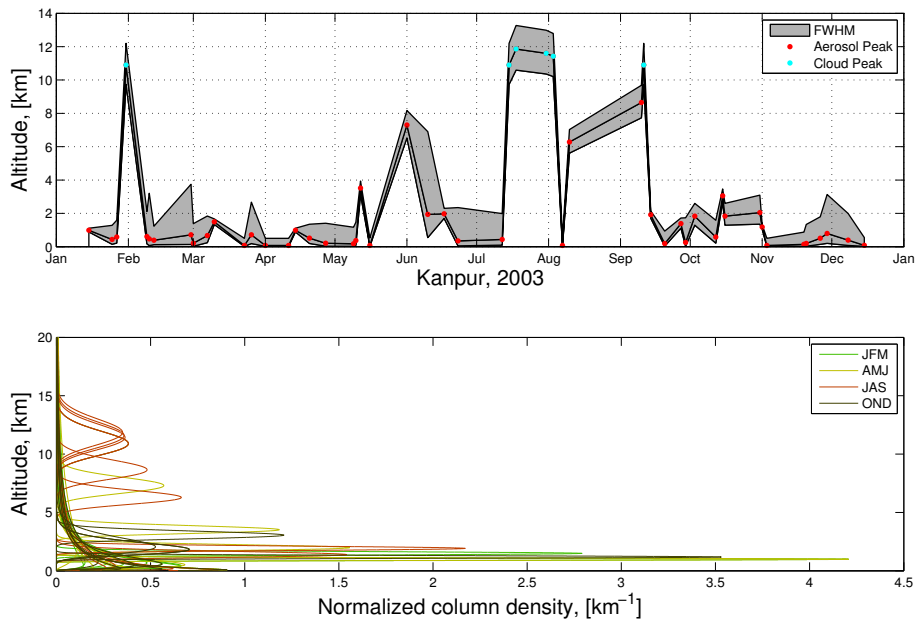 14
12
10
8
6
4
2
0
Altitude, [km]
FWHM
Aerosol Peak
Cloud Peak
Jan Feb Mar Apr May Jun Jul Aug Sep Oct Nov Dec Jan
Kanpur, 2003
20
15
10
5
0
Altitude, [km]
JFM
AMJ
JAS
OND
0 0.5 1 1.5 2 2.5 3 3.5 4 4.5
Normalized column density, [km⁻¹]